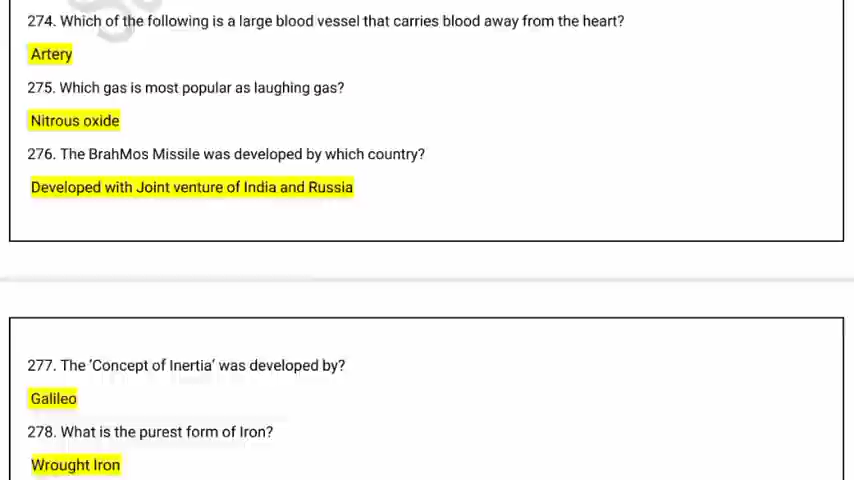 274. Which of the following is a large blood vessel that carries blood away from the heart?
Artery
275. Which gas is most popular as laughing gas?
Nitrous oxide
276. The BrahMos Missile was developed by which country?
Developed with Joint venture of India and Russia
277. The 'Concept of Inertia' was developed by?
Galileo
278. What is the purest form of Iron?
Wrought Iron